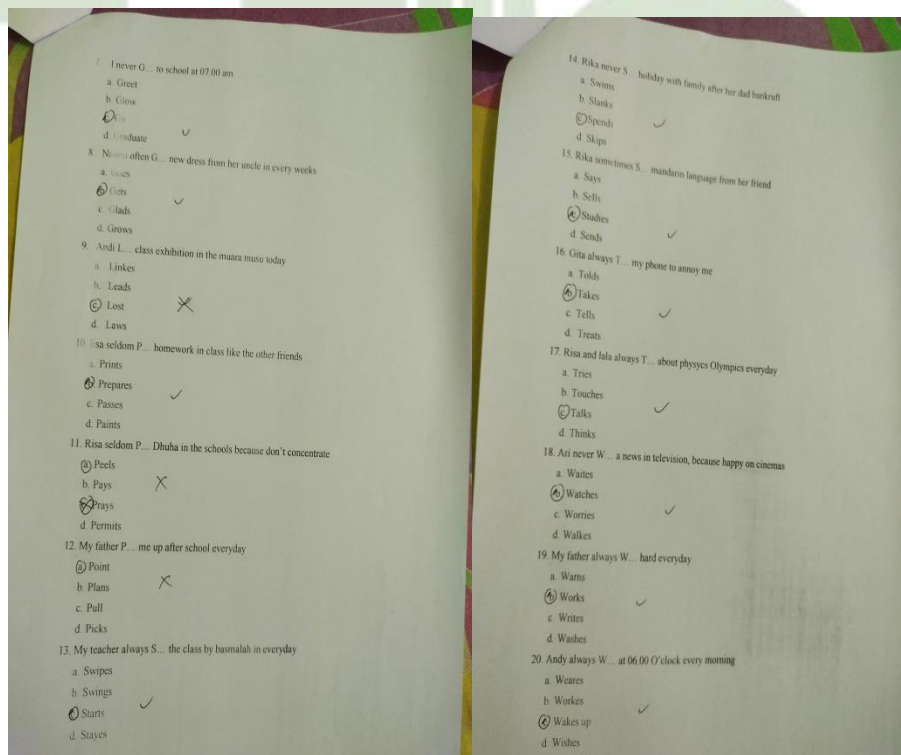 7. I never G... to school at 07.00 am
a. Greet
b. Glow
c. Go
d. Graduate
8. often G... new dress from her uncle in every weeks
a. Goes
b. Gets
c. Glads
d. Grows
9. Andi L... class exhibition in the muara musu today
a. Linkes
b. Leads
c. Lost
d. Laws
10. seldom P... homework in class like the other friends
a. Prints
b. Prepares
c. Passes
d. Paints
11. Risa seldom P... Dhuha in the schools because don't concentrate
a. Peels
b. Pays
c. Prays
d. Permits
12. My father P... me up after school everyday
a. Point
b. Plans
c. Pull
d. Picks
13. My teacher always S... the class by basmalah in everyday
a. Swipes
b. Swings
c. Starts
d. Stayes
14. Rika never S... holiday with family after her dad bankruft
a. Swims
b. Slanks
c. Spends
d. Skips
15. Rika sometimes S... mandarin language from her friend
a. Says
b. Sells
c. Studies
d. Sends
16. Gita always T... my phone to annoy me
a. Tolds
b. Takes
c. Tells
d. Treats
17. Risa and lala always T... about physycs Olympics everyday
a. Tries
b. Touches
c. Talks
d. Thinks
18. Ari never W... a news in television, because happy on cinemas
a. Waites
b. Watches
c. Worries
d. Walkes
19. My father always W... hard everyday
a. Warns
b. Works
c. Writes
d. Washes
20. Andy always W... at 06.00 O'clock every morning
a. Weares
b. Workes
c. Wakes up
d. Wishes